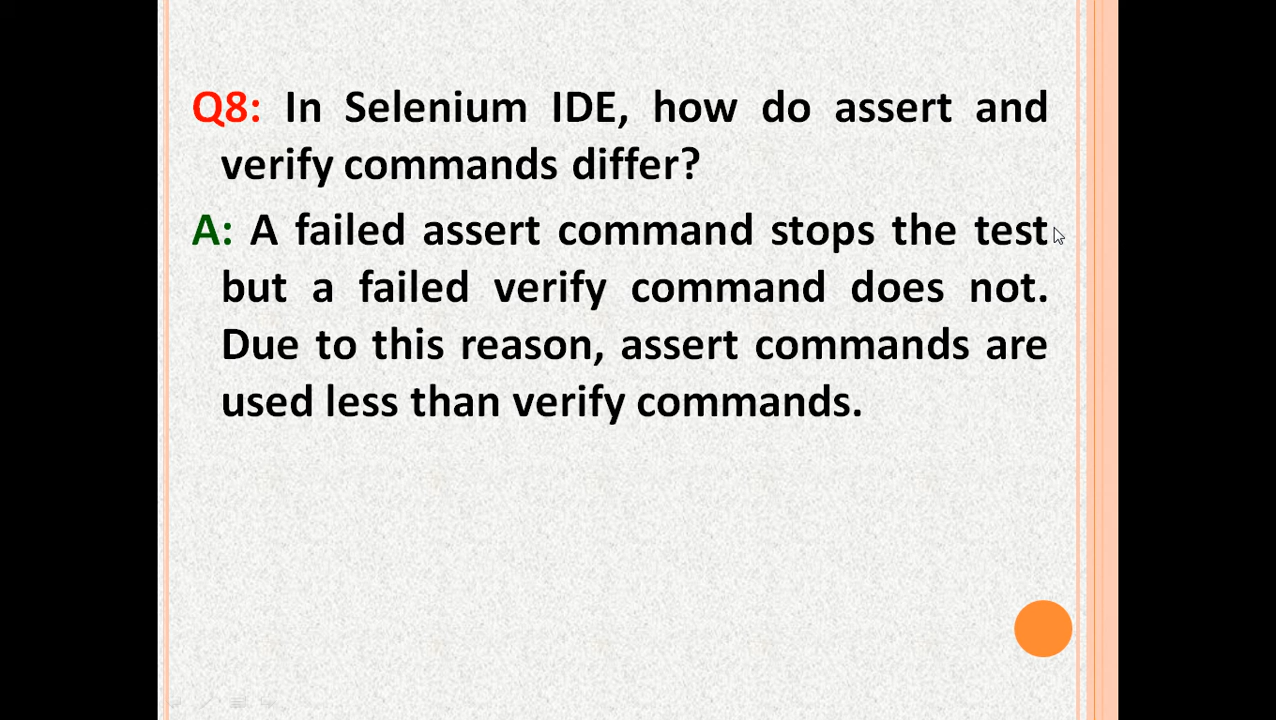 Q8: In Selenium IDE, how do assert and
verify commands differ?
A: A failed assert command stops the test
but a failed verify command does not.
Due to this reason, assert commands are
used less than verify commands.